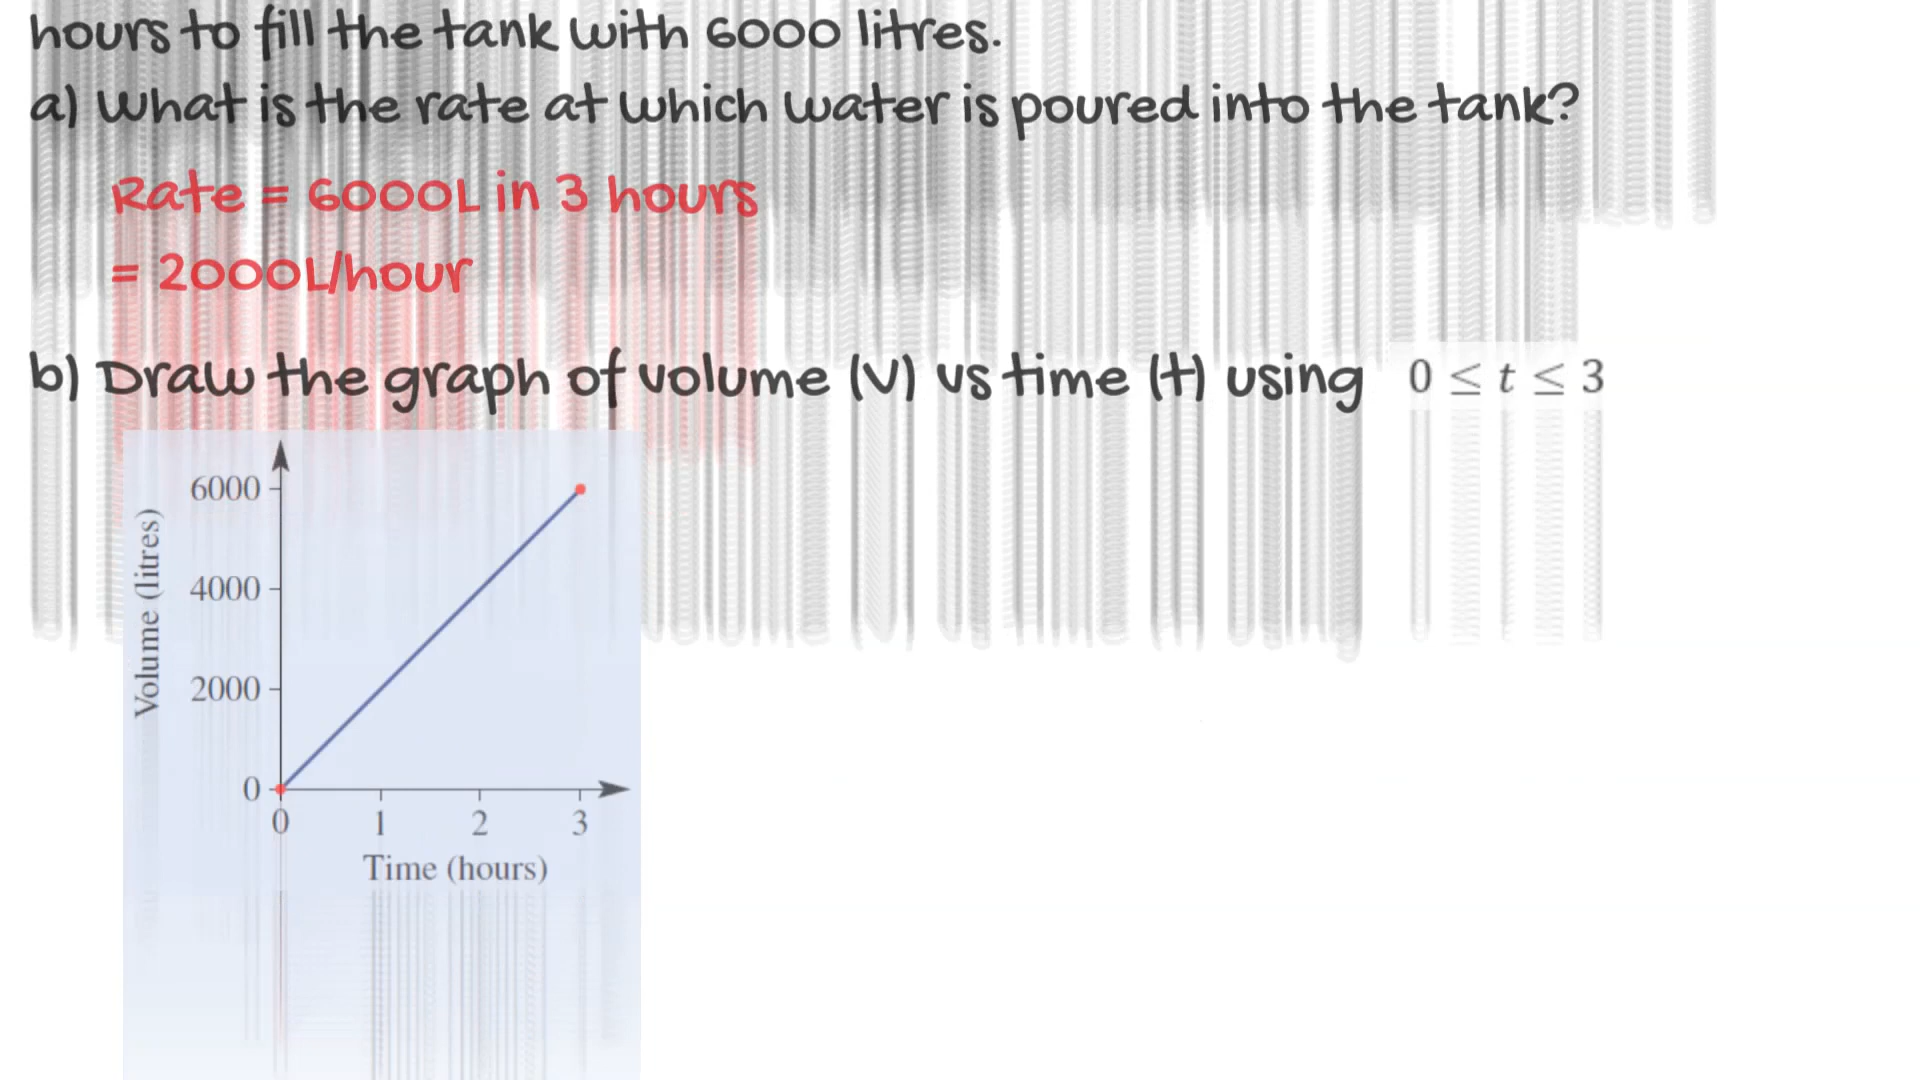 hours to fill the tank with 6000 litres.
a) What is the rate at which water is poured into the tank?
Rate = 6000L in 3 hours
= 2000L/hour
b) Draw the graph of volume (V) vs time (t) using 0 ≤ t ≤ 3
Volume (litres)
6000
4000
2000
0
0 1 2 3
Time (hours)